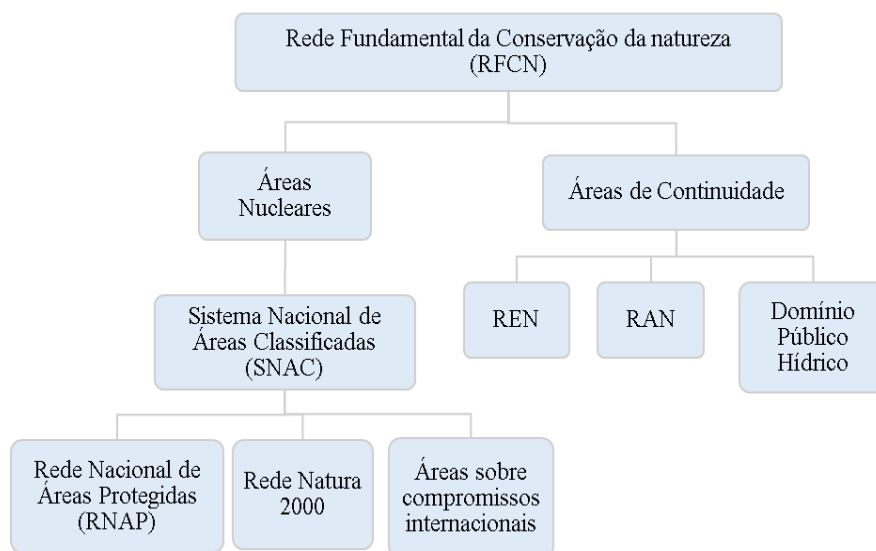 Rede Fundamental da Conservação da natureza
(RFCN)
Áreas
Nucleares
Áreas de Continuidade
Sistema Nacional de
Áreas Classificadas
(SNAC)
REN
RAN
Domínio
Público
Hídrico
Rede Nacional de
Áreas Protegidas
(RNAP)
Rede Natura
2000
Áreas sobre
compromissos
internacionais